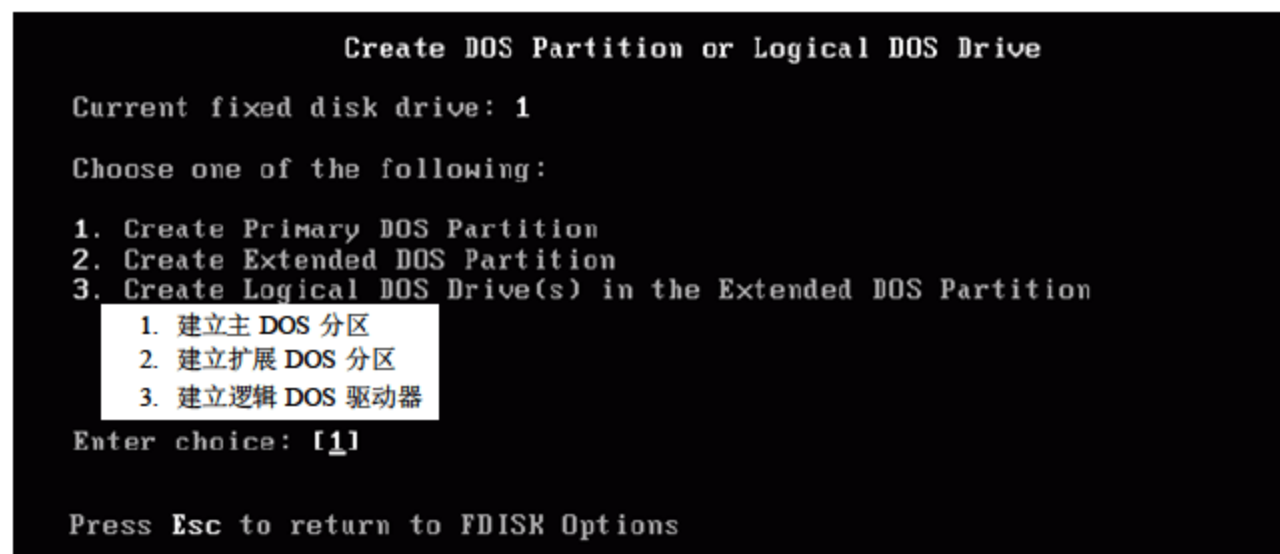 Create DOS Partition or Logical DOS Drive
Current fixed disk drive: 1
Choose one of the following:
1. Create Primary DOS Partition
2. Create Extended DOS Partition
3. Create Logical DOS Drive(s) in the Extended DOS Partition
1. 建立主 DOS 分区
2. 建立扩展 DOS 分区
3. 建立逻辑 DOS 驱动器
Enter choice: [1]
Press Esc to return to FDISK Options